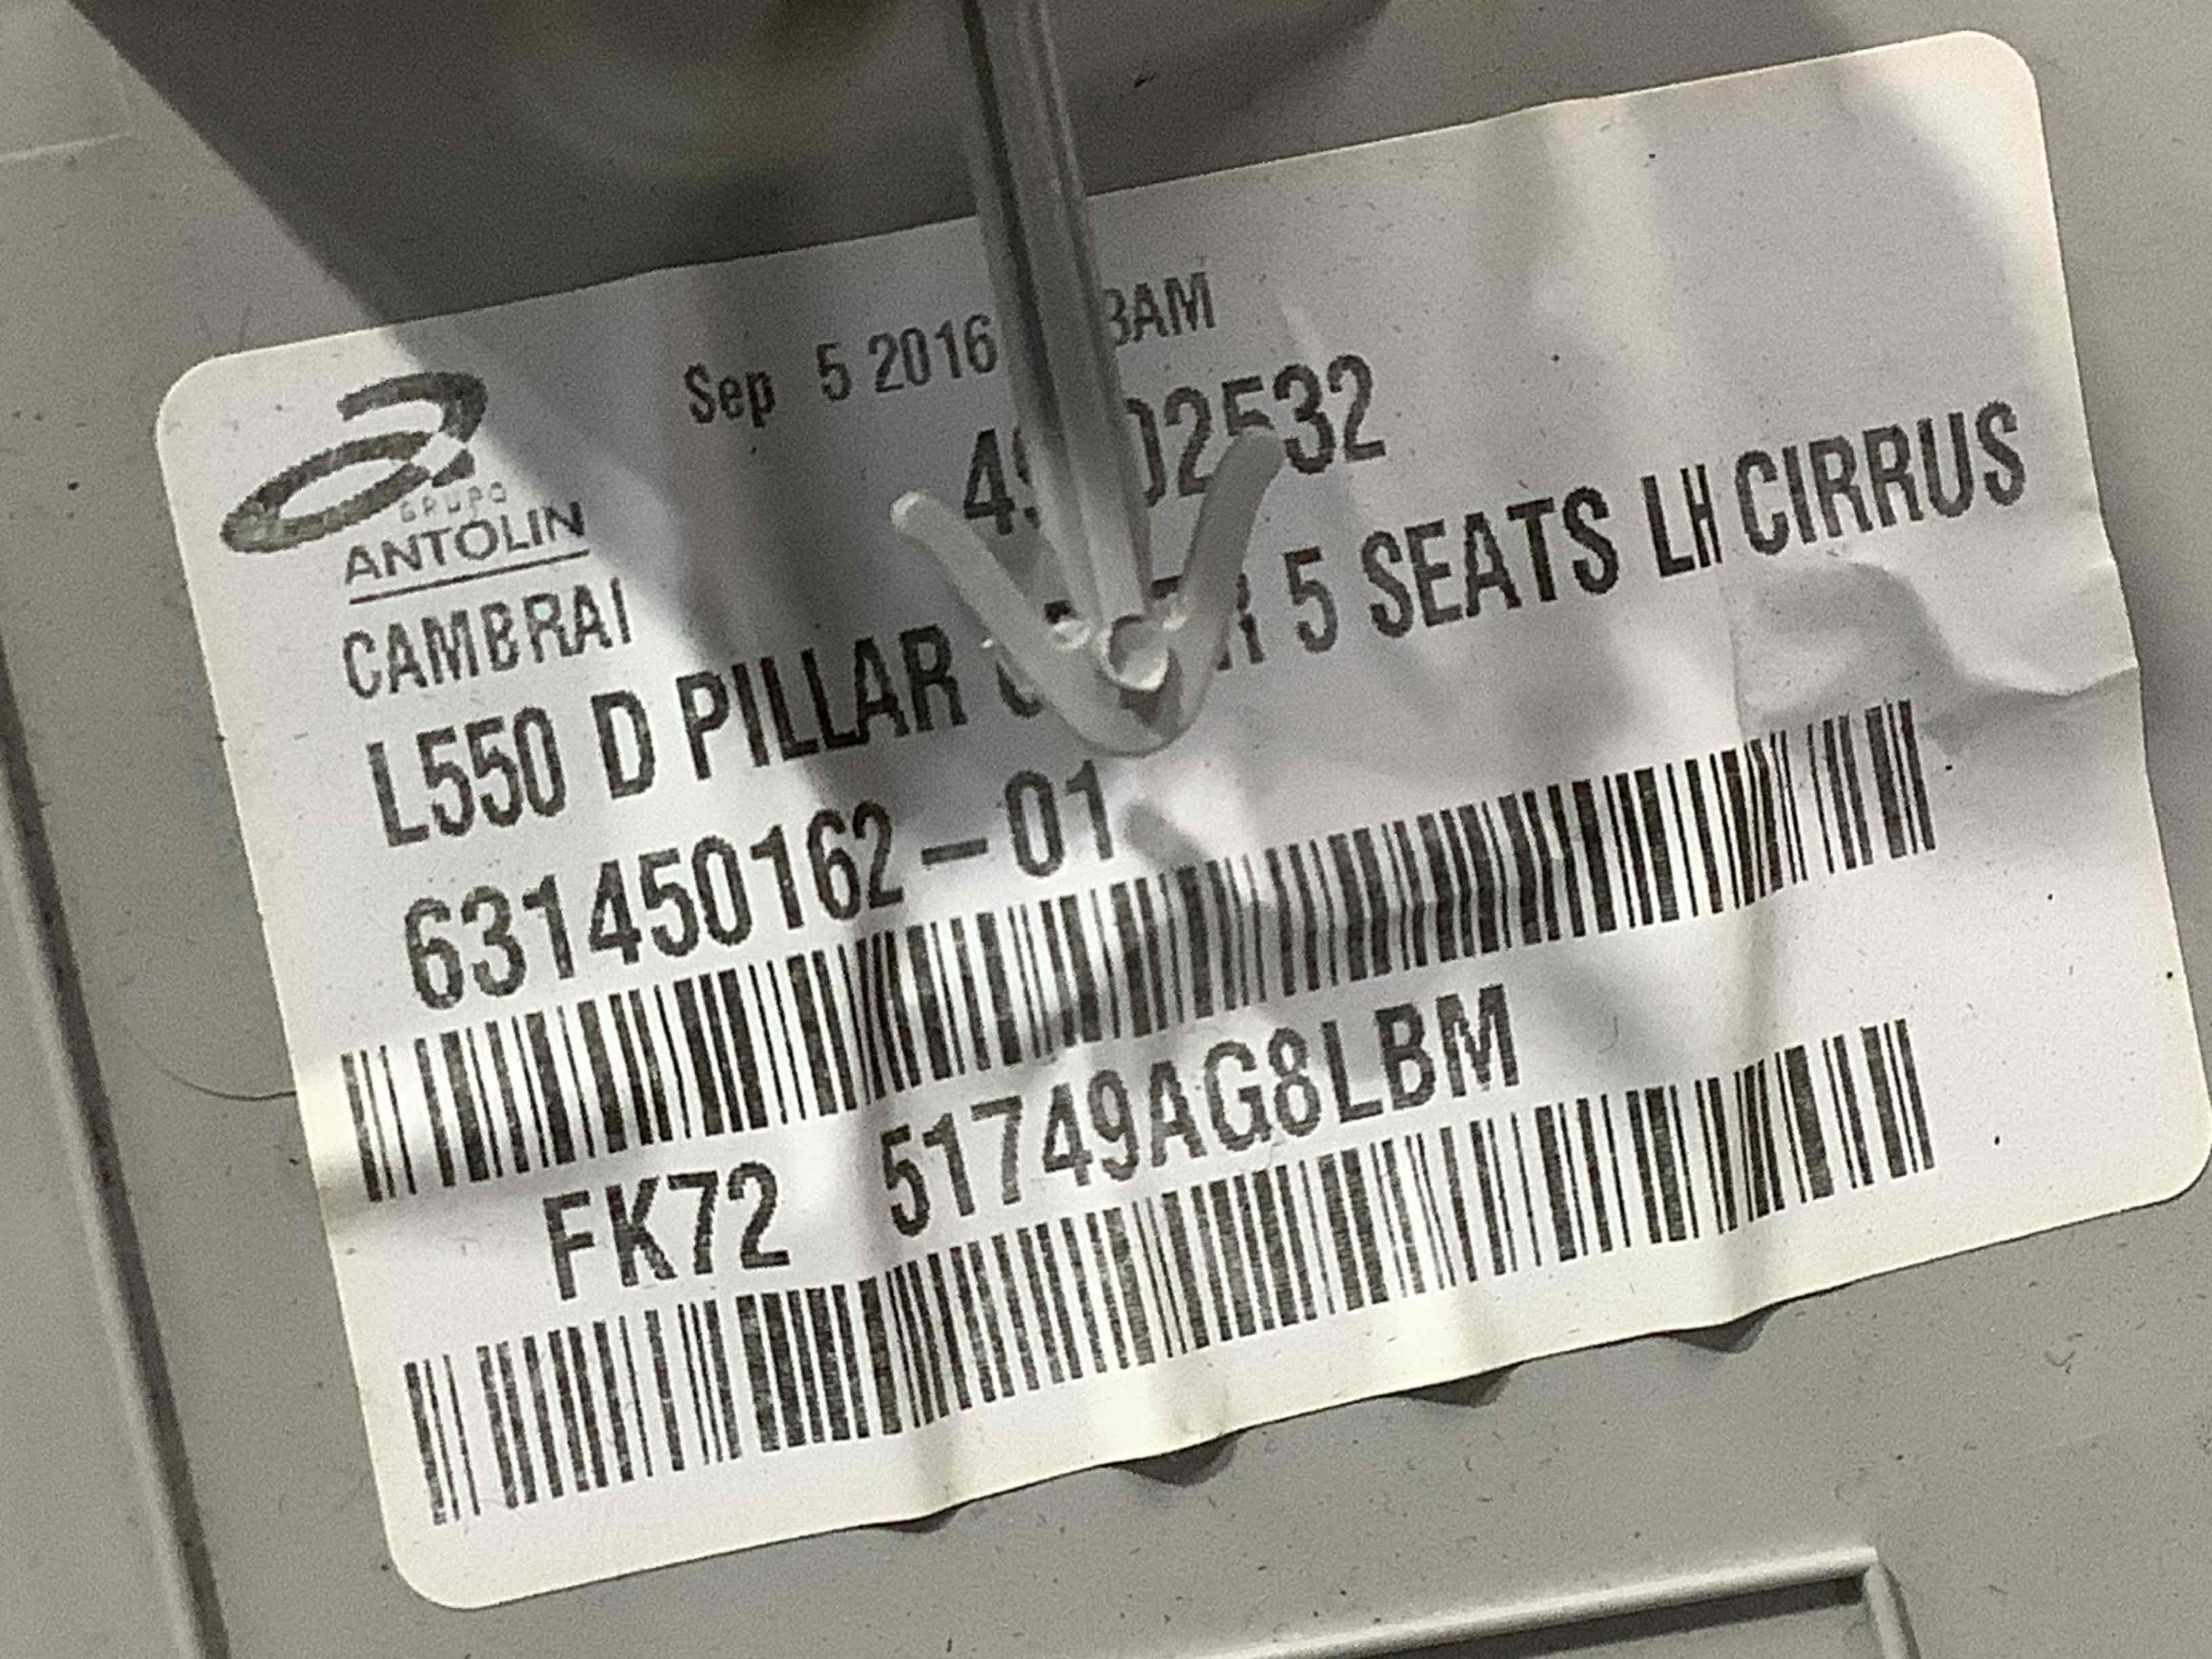 Sep 5 2016
GRUPO
ANTOLIN
CAMBRAI
L550 D PILLAR 5 SEATS LH CIRRUS
631450162-01
FK72 51749AG8LBM